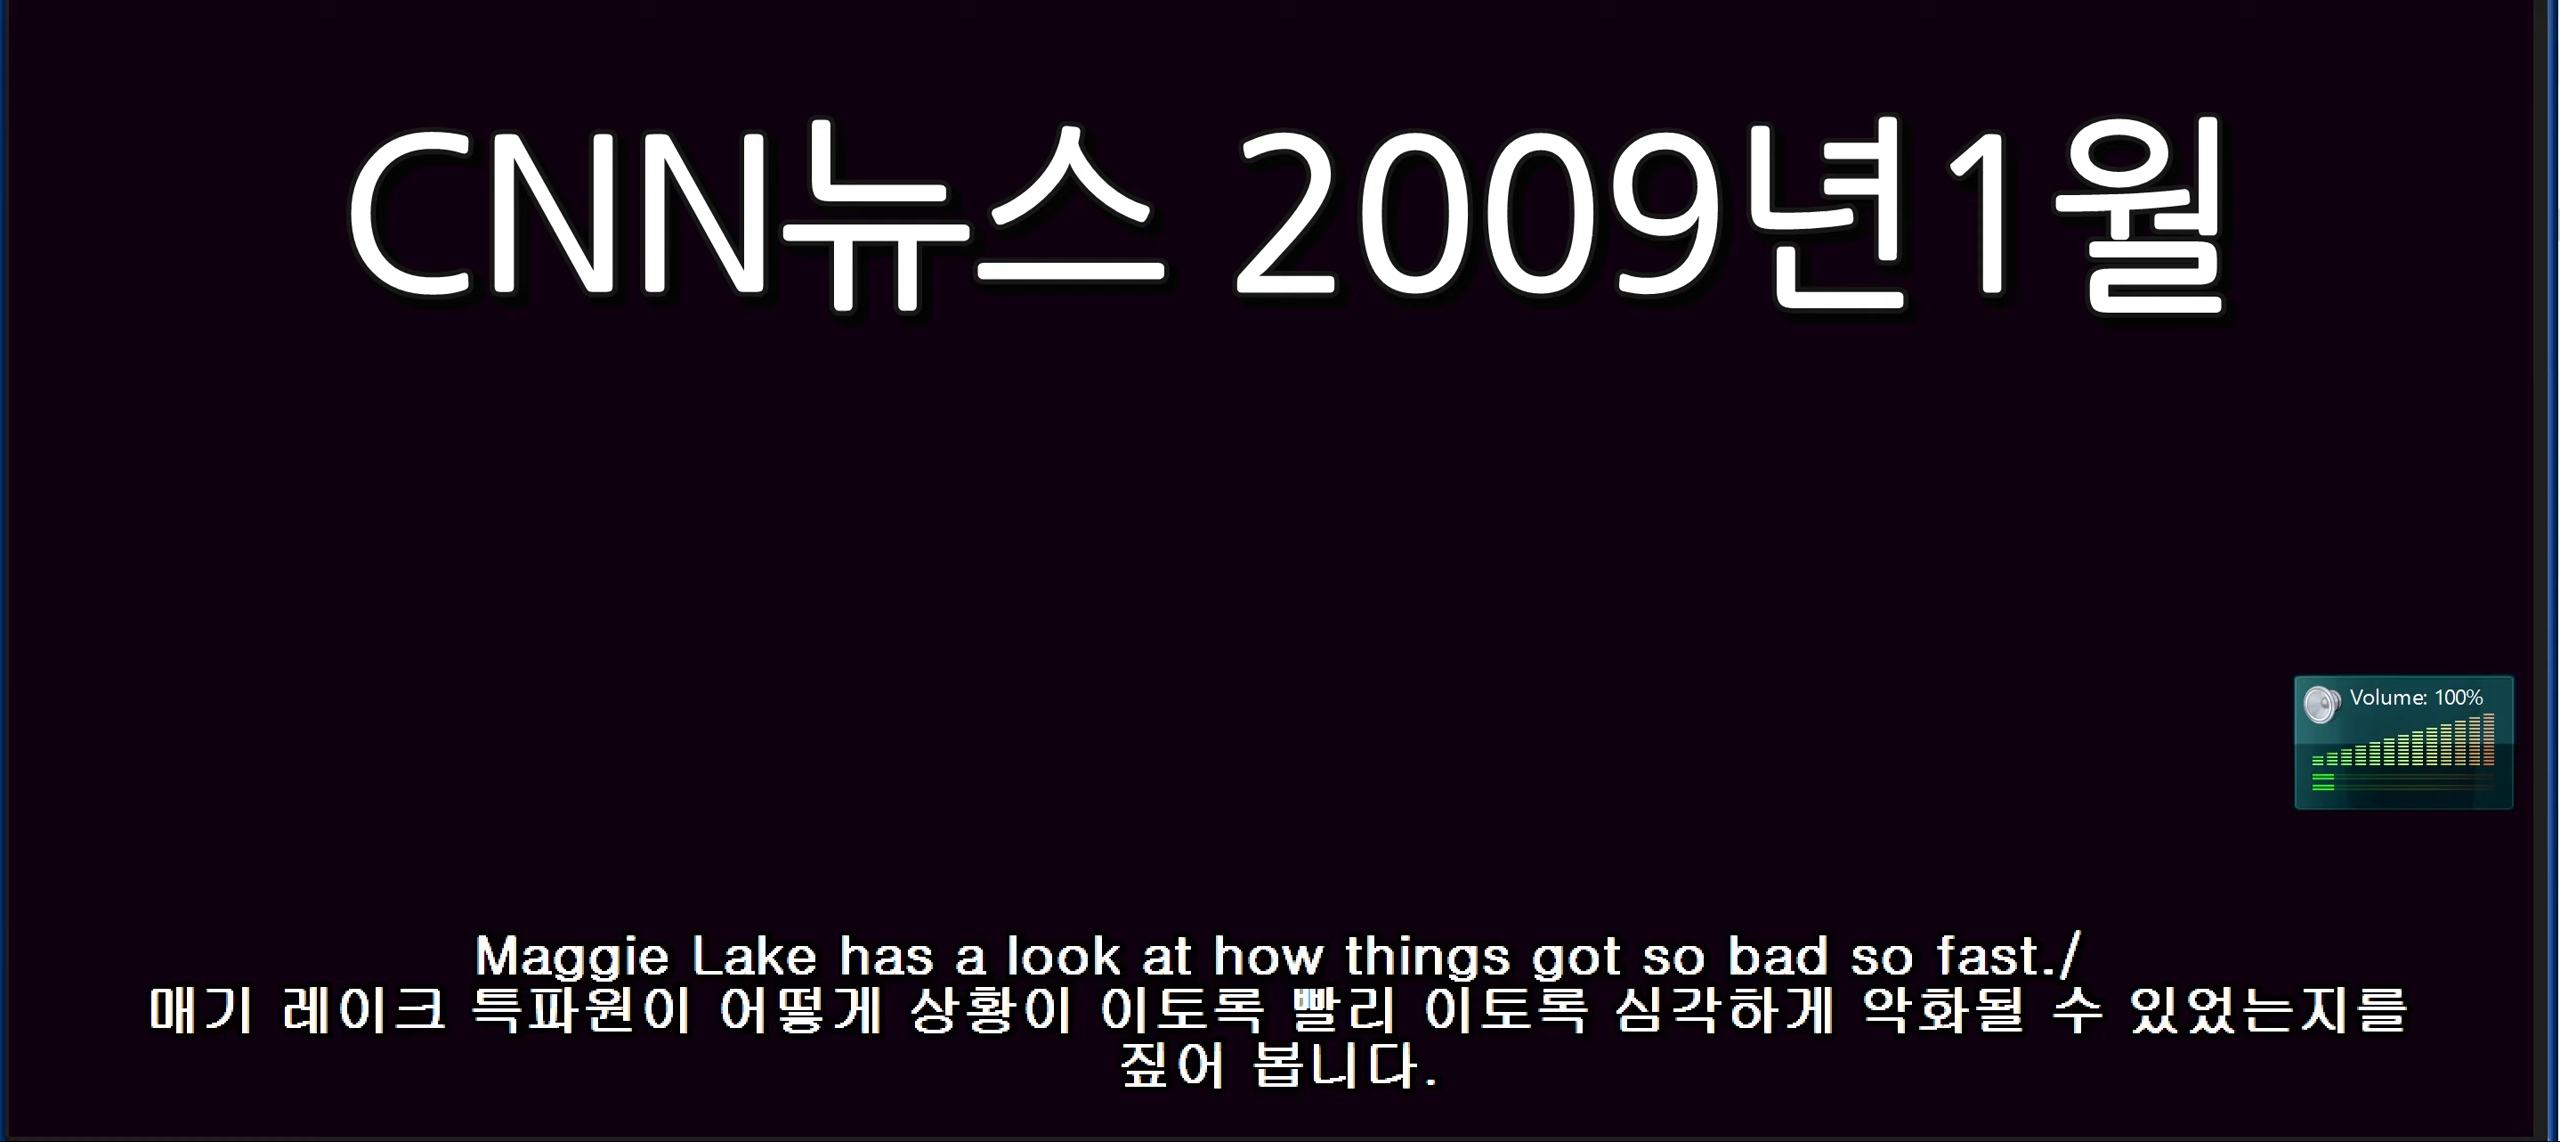 CNN뉴스 2009년1월
Volume: 100%
Maggie Lake has a look at how things got so bad so fast./
매기 레이크 특파원이 어떻게 상황이 이토록 빨리 이토록 심각하게 악화될 수 있었는지를
짚어 봅니다.